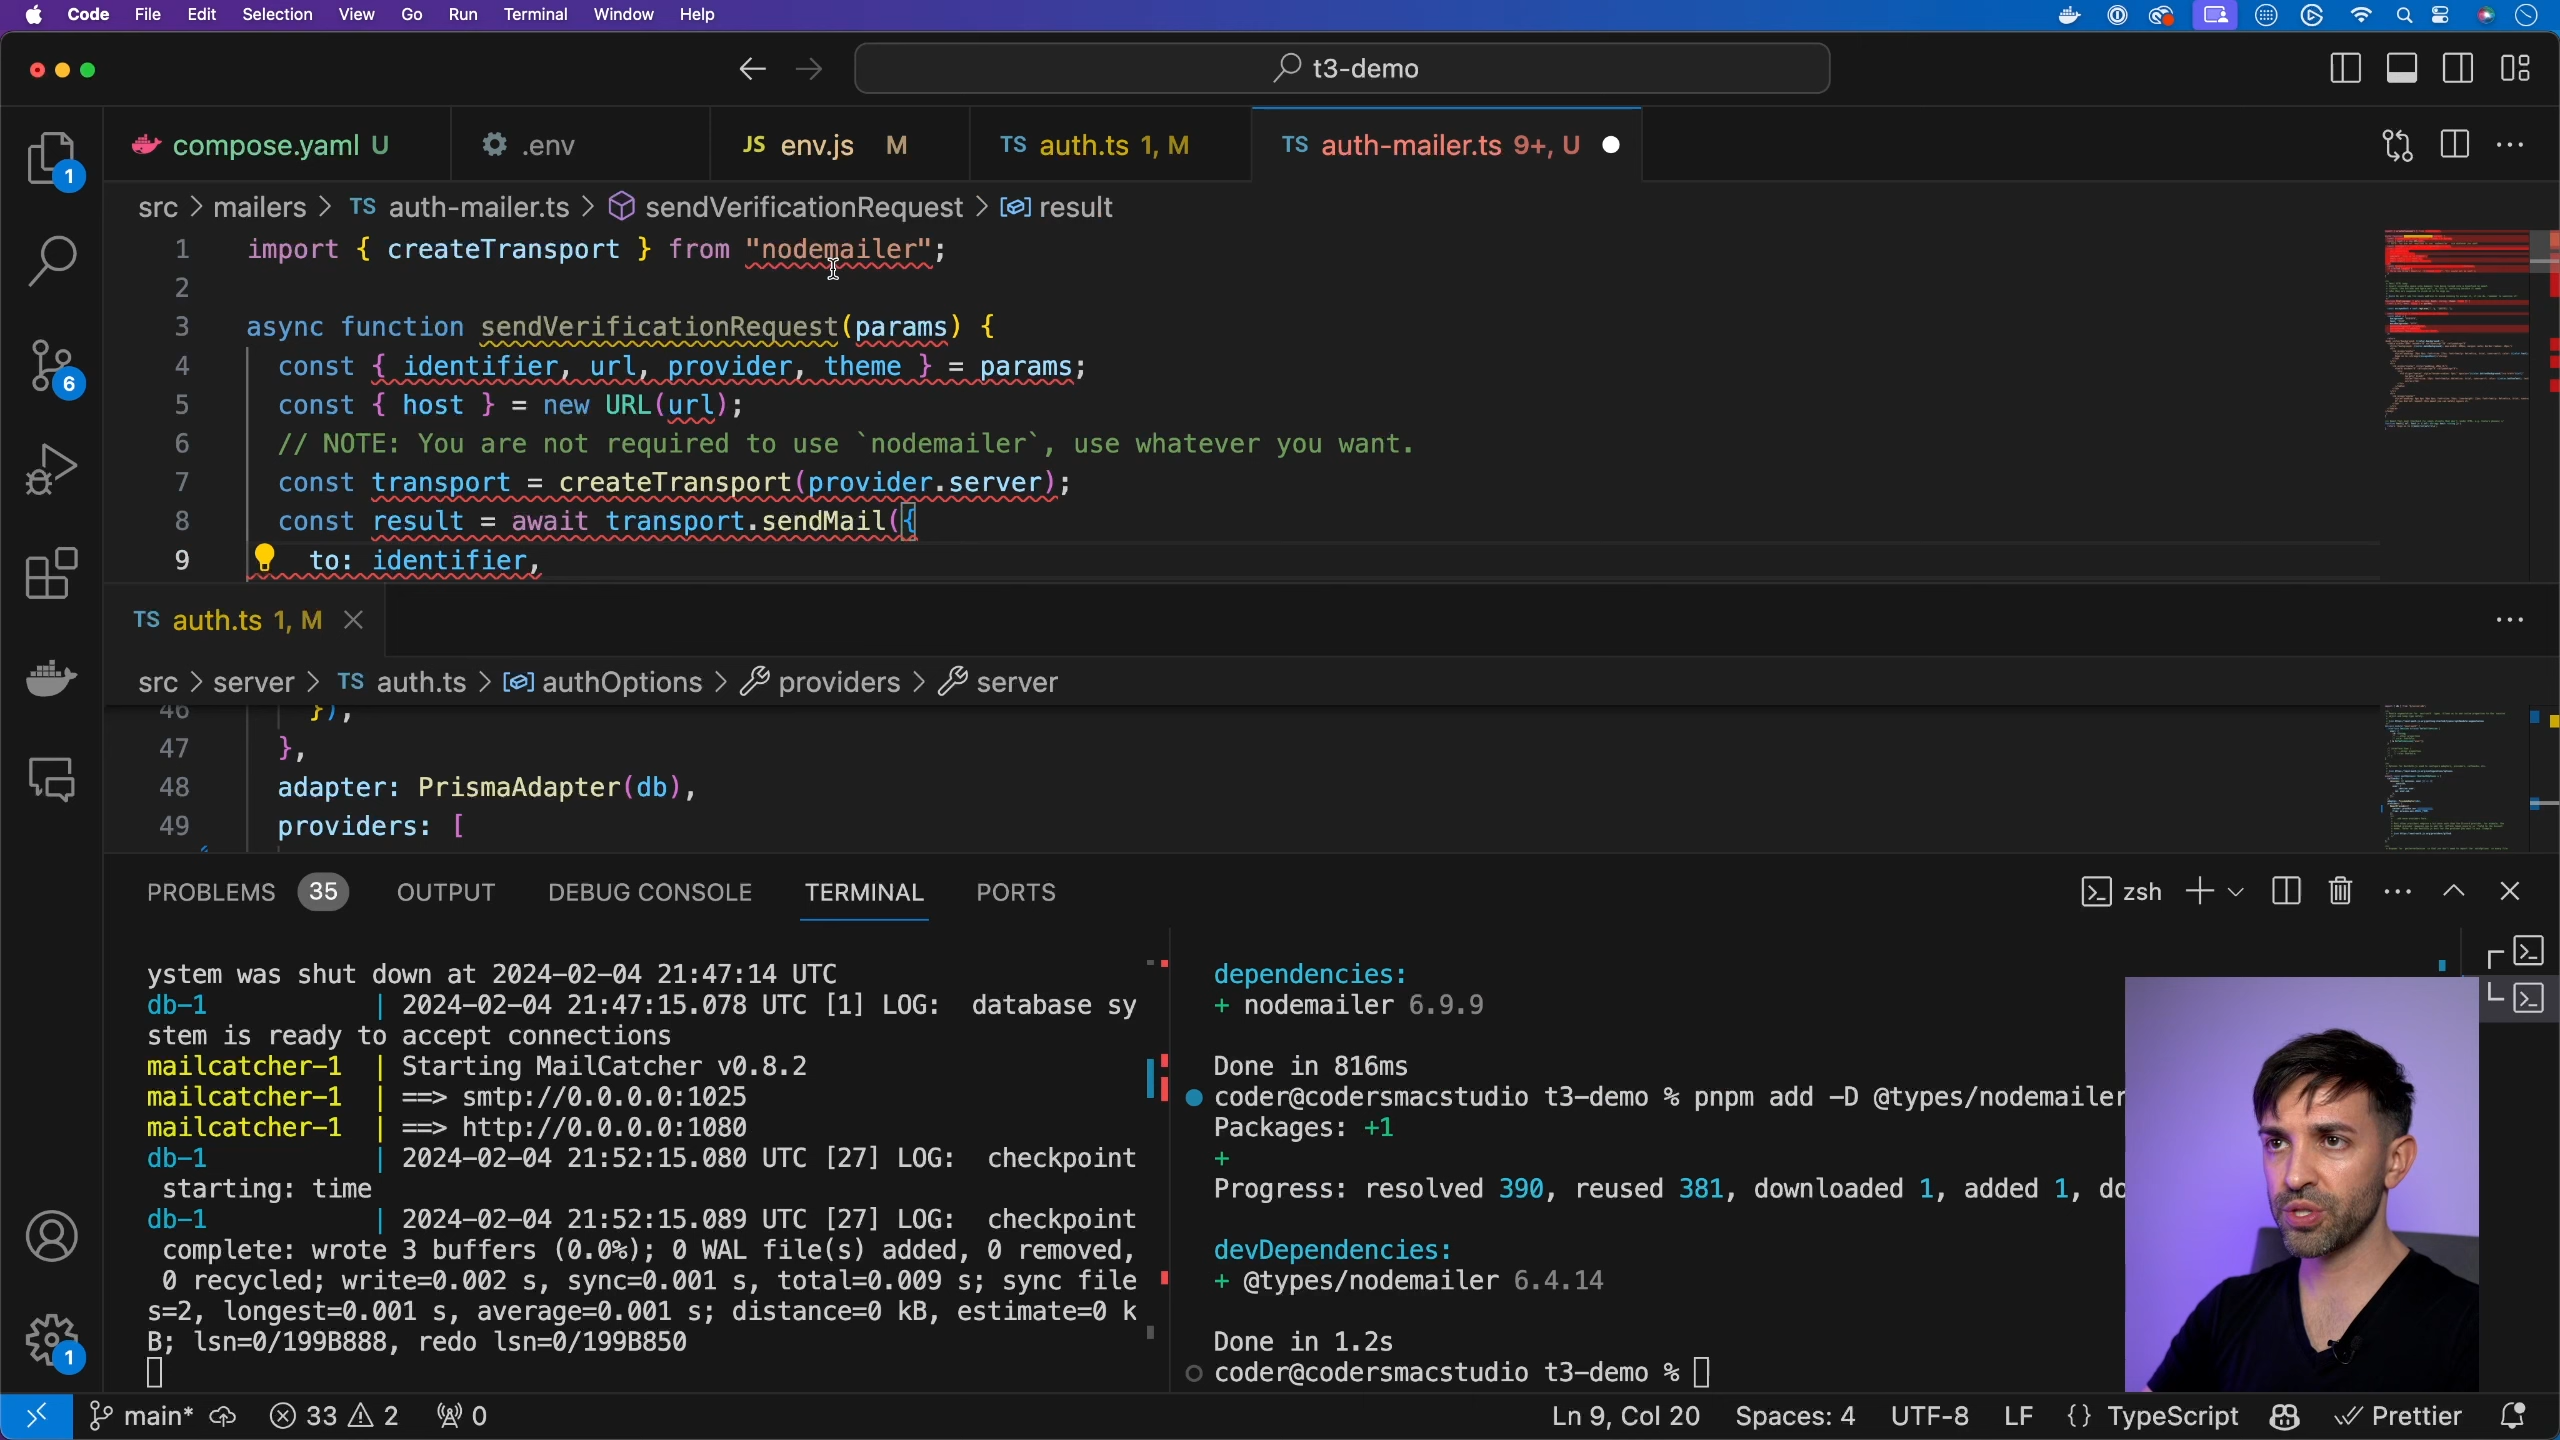 Code File Edit Selection View Go Run Terminal Window Help
t3-demo
compose.yaml U
.env
JS env.js M
TS auth.ts 1, M
TS auth-mailer.ts 9+, U
src > mailers > TS auth-mailer.ts > sendVerificationRequest > result
1 import { createTransport } from "nodemailer";
2
3 async function sendVerificationRequest(params) {
4 const { identifier, url, provider, theme } = params;
5 const { host } = new URL(url);
6 // NOTE: You are not required to use `nodemailer`, use whatever you want.
7 const transport = createTransport(provider.server);
8 const result = await transport.sendMail({
9 to: identifier,
1
6
TS auth.ts 1, M
src > server > TS auth.ts > authOptions > providers > server
46 }),
47 },
48 adapter: PrismaAdapter(db),
49 providers: [
PROBLEMS 35 OUTPUT DEBUG CONSOLE TERMINAL PORTS
zsh
ystem was shut down at 2024-02-04 21:47:14 UTC
db-1 | 2024-02-04 21:47:15.078 UTC [1] LOG: database sy
stem is ready to accept connections
mailcatcher-1 | Starting MailCatcher v0.8.2
mailcatcher-1 | ==> smtp://0.0.0.0:1025
mailcatcher-1 | ==> http://0.0.0.0:1080
db-1 | 2024-02-04 21:52:15.080 UTC [27] LOG: checkpoint
starting: time
db-1 | 2024-02-04 21:52:15.089 UTC [27] LOG: checkpoint
complete: wrote 3 buffers (0.0%); 0 WAL file(s) added, 0 removed,
0 recycled; write=0.002 s, sync=0.001 s, total=0.009 s; sync file
s=2, longest=0.001 s, average=0.001 s; distance=0 kB, estimate=0 k
B; lsn=0/199B888, redo lsn=0/199B850
dependencies:
+ nodemailer 6.9.9
Done in 816ms
coder@codersmacstudio t3-demo % pnpm add -D @types/nodemailer
Packages: +1
+
Progress: resolved 390, reused 381, downloaded 1, added 1, do
devDependencies:
+ @types/nodemailer 6.4.14
Done in 1.2s
coder@codersmacstudio t3-demo %
1
main* 33 2 0
Ln 9, Col 20 Spaces: 4 UTF-8 LF {} TypeScript Prettier